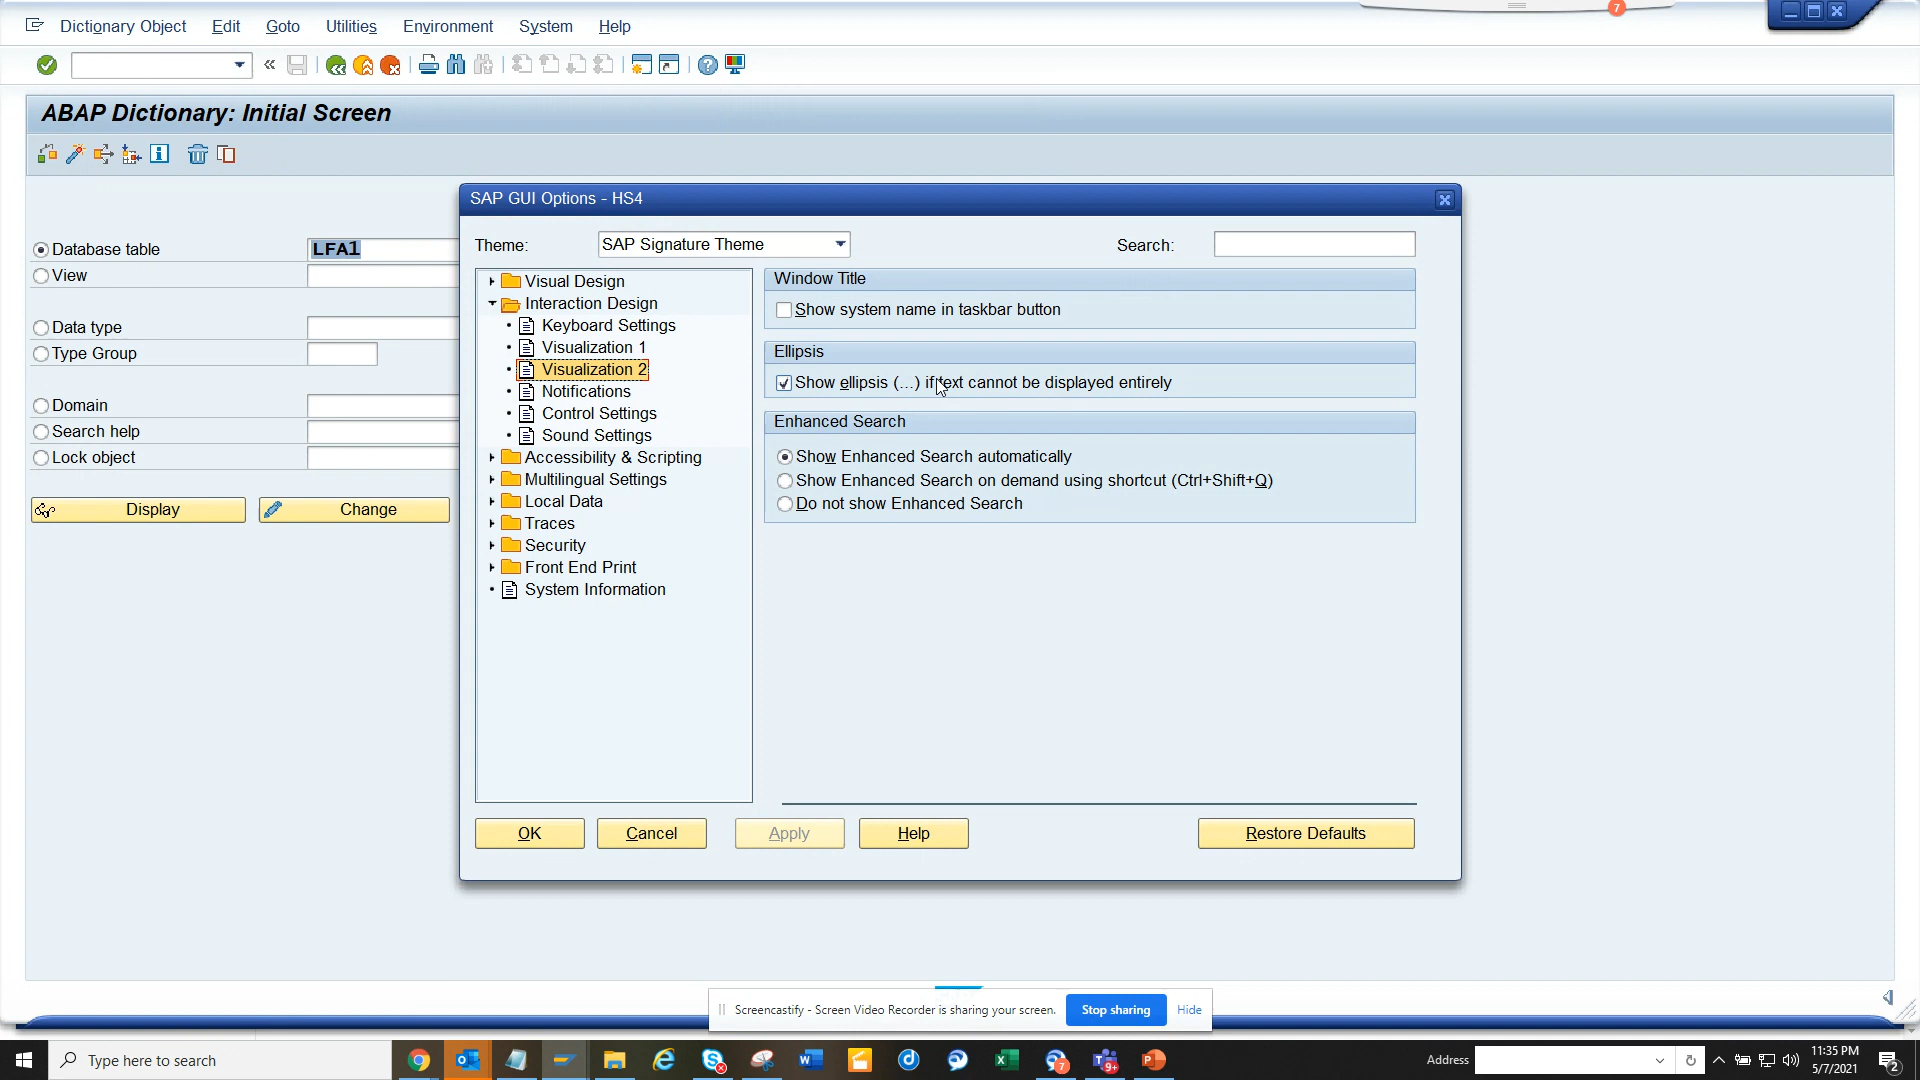 7
Dictionary Object Edit Goto Utilities Environment System Help
ABAP Dictionary: Initial Screen
SAP GUI Options - HS4
Theme: SAP Signature Theme Search:
Database table LFA1
View
Data type
Type Group
Domain
Search help
Lock object
Display Change
Visual Design
Interaction Design
Keyboard Settings
Visualization 1
Visualization 2
Notifications
Control Settings
Sound Settings
Accessibility & Scripting
Multilingual Settings
Local Data
Traces
Security
Front End Print
System Information
Window Title
Show system name in taskbar button
Ellipsis
Show ellipsis (...) if text cannot be displayed entirely
Enhanced Search
Show Enhanced Search automatically
Show Enhanced Search on demand using shortcut (Ctrl+Shift+Q)
Do not show Enhanced Search
OK Cancel Apply Help Restore Defaults
Screencastify - Screen Video Recorder is sharing your screen. Stop sharing Hide
Type here to search
7
9+
Address
11:35 PM
5/7/2021
2